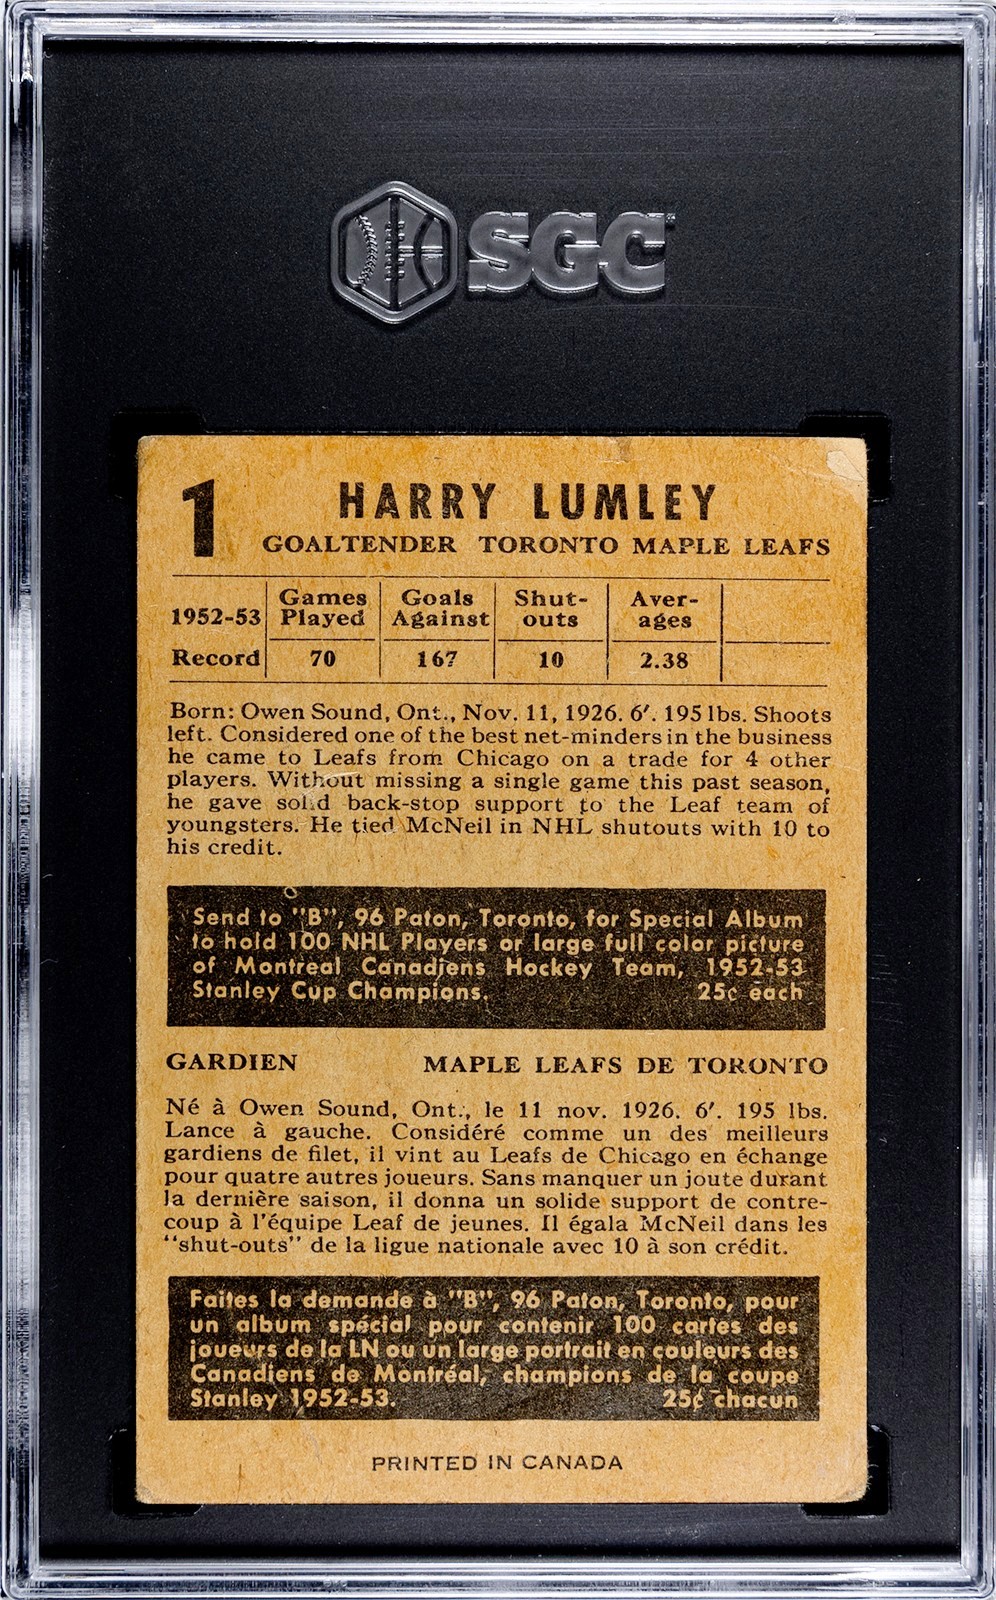 SGC
1 HARRY LUMLEY
GOALTENDER TORONTO MAPLE LEAFS
1952-53 Games Played Goals Against Shut-outs Aver-ages
Record 70 167 10 2.38
Born: Owen Sound, Ont., Nov. 11, 1926. 6'. 195 lbs. Shoots
left. Considered one of the best net-minders in the business
he came to Leafs from Chicago on a trade for 4 other
players. Without missing a single game this past season,
he gave solid back-stop support to the Leaf team of
youngsters. He tied McNeil in NHL shutouts with 10 to
his credit.
Send to "B", 96 Paton, Toronto, for Special Album
to hold 100 NHL Players or large full color picture
of Montreal Canadiens Hockey Team, 1952-53
Stanley Cup Champions. 25¢ each
GARDIEN MAPLE LEAFS DE TORONTO
Né à Owen Sound, Ont., le 11 nov. 1926. 6'. 195 lbs.
Lance à gauche. Considéré comme un des meilleurs
gardiens de filet, il vint au Leafs de Chicago en échange
pour quatre autres joueurs. Sans manquer un joute durant
la dernière saison, il donna un solide support de contre-
coup à l'équipe Leaf de jeunes. Il égala McNeil dans les
"shut-outs" de la ligue nationale avec 10 à son crédit.
Faites la demande à "B", 96 Paton, Toronto, pour
un album spécial pour contenir 100 cartes des
joueurs de la LN ou un large portrait en couleurs des
Canadiens de Montréal, champions de la coupe
Stanley 1952-53. 25¢ chacun
PRINTED IN CANADA